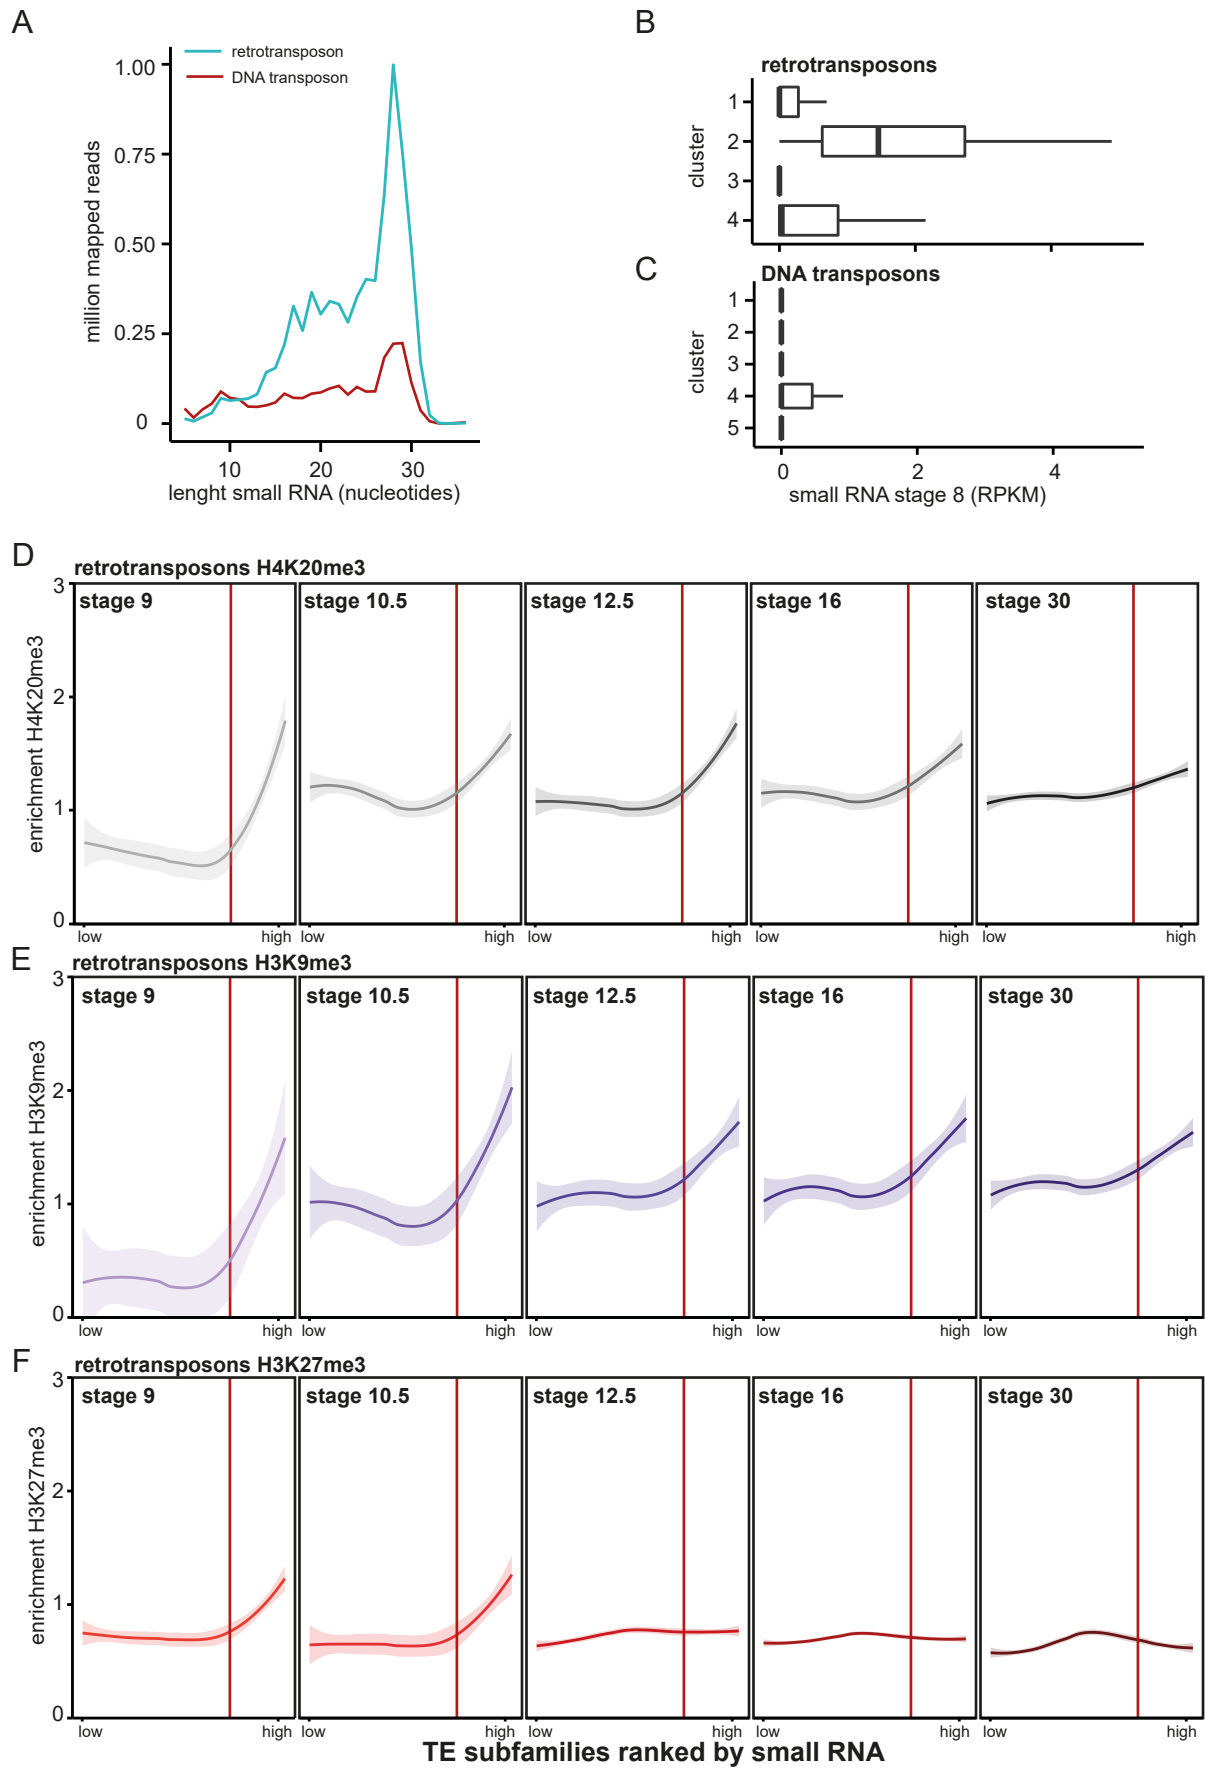 A
retrotransposon
DNA transposon
1.00
0.75
0.50
0.25
0
million mapped reads
10 20 30
lenght small RNA (nucleotides)
B
retrotransposons
1
2
3
4
cluster
C
DNA transposons
1
2
3
4
5
cluster
0 2 4
small RNA stage 8 (RPKM)
D
retrotransposons H4K20me3
3
2
1
0
enrichment H4K20me3
stage 9 stage 10.5 stage 12.5 stage 16 stage 30
low high low high low high low high low high
E
retrotransposons H3K9me3
3
2
1
0
enrichment H3K9me3
stage 9 stage 10.5 stage 12.5 stage 16 stage 30
low high low high low high low high low high
F
retrotransposons H3K27me3
3
2
1
0
enrichment H3K27me3
stage 9 stage 10.5 stage 12.5 stage 16 stage 30
low high low high low high low high low high
TE subfamilies ranked by small RNA